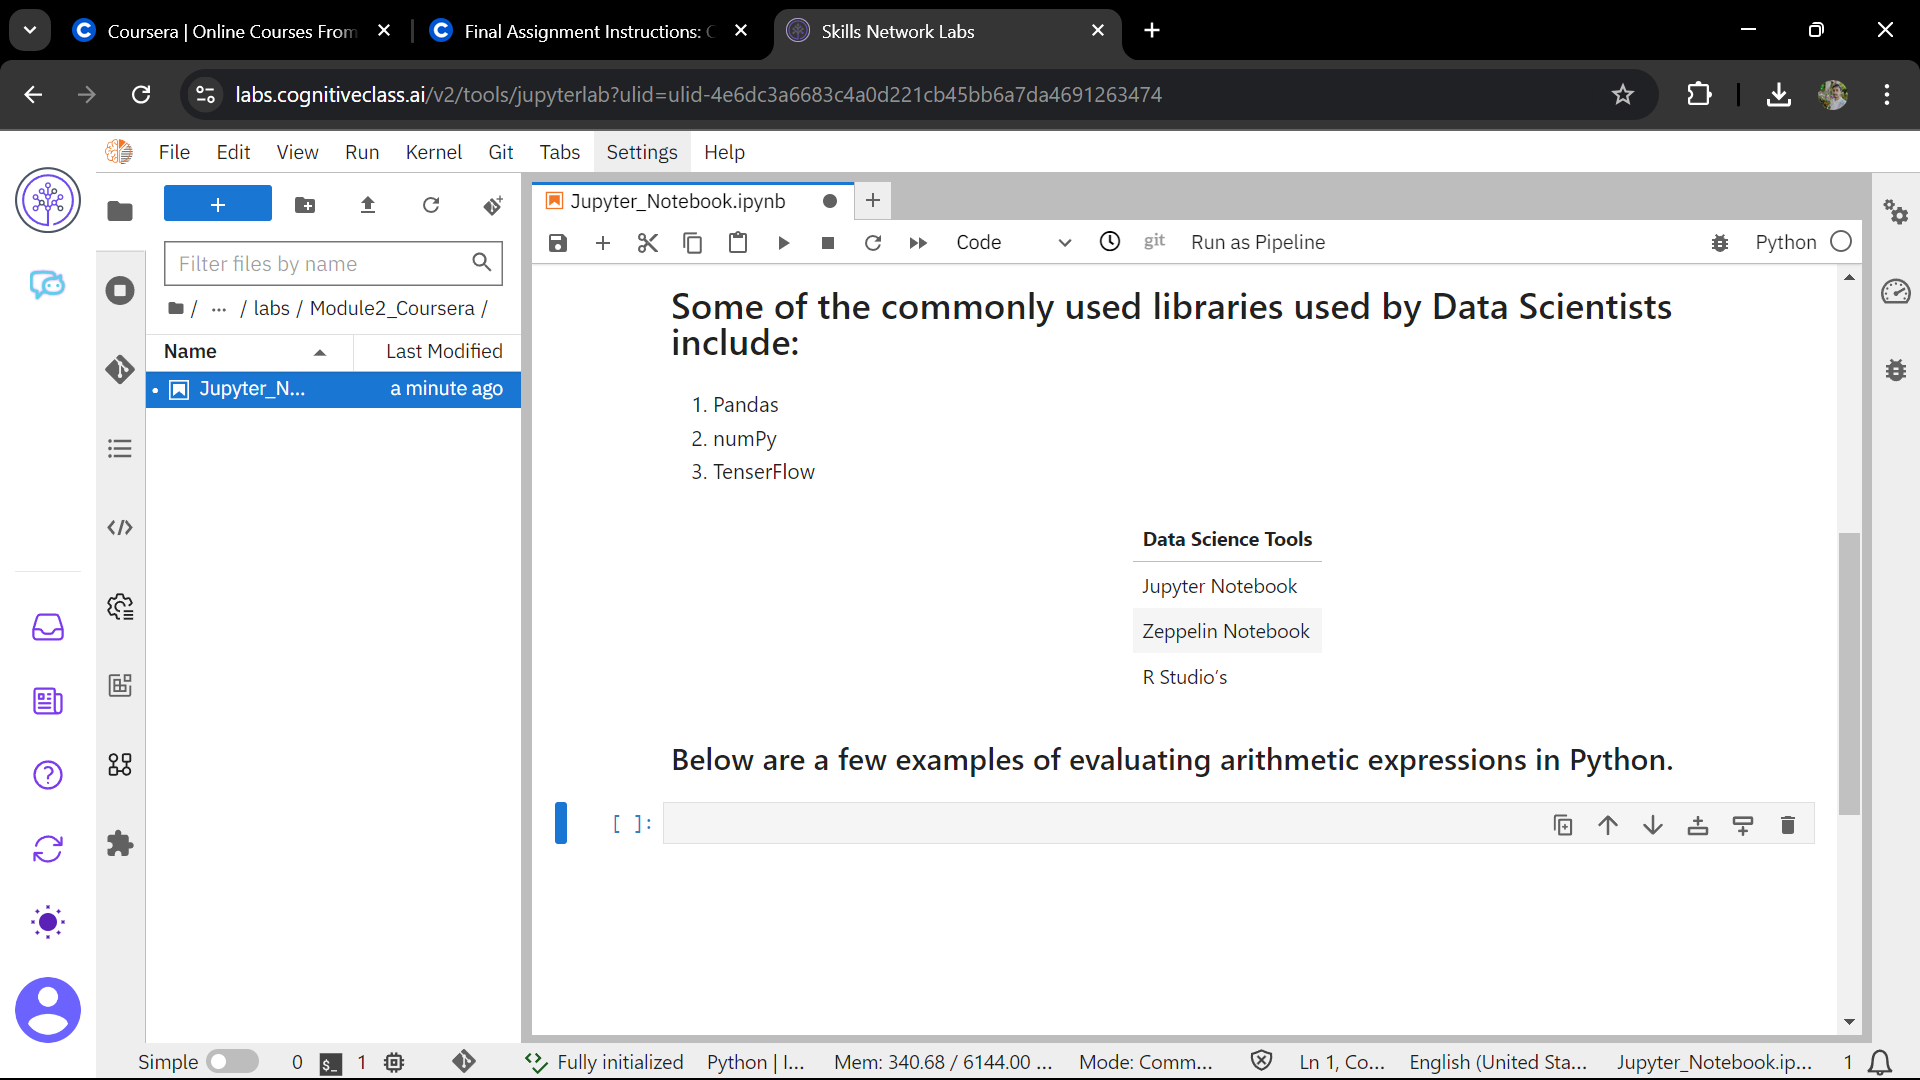 Coursera | Online Courses From
Final Assignment Instructions: C
Skills Network Labs
labs.cognitiveclass.ai/v2/tools/jupyterlab?ulid=ulid-4e6dc3a6683c4a0d221cb45bb6a7da4691263474
File Edit View Run Kernel Git Tabs Settings Help
Filter files by name
/ ... / labs / Module2_Coursera /
Name Last Modified
Jupyter_N... a minute ago
Jupyter_Notebook.ipynb
Code git Run as Pipeline Python
Some of the commonly used libraries used by Data Scientists
include:
1. Pandas
2. numPy
3. TenserFlow
Data Science Tools
Jupyter Notebook
Zeppelin Notebook
R Studio’s
Below are a few examples of evaluating arithmetic expressions in Python.
[ ]:
Simple 0 $_ 1 Fully initialized Python | I... Mem: 340.68 / 6144.00 ... Mode: Comm... Ln 1, Co... English (United Sta... Jupyter_Notebook.ip... 1